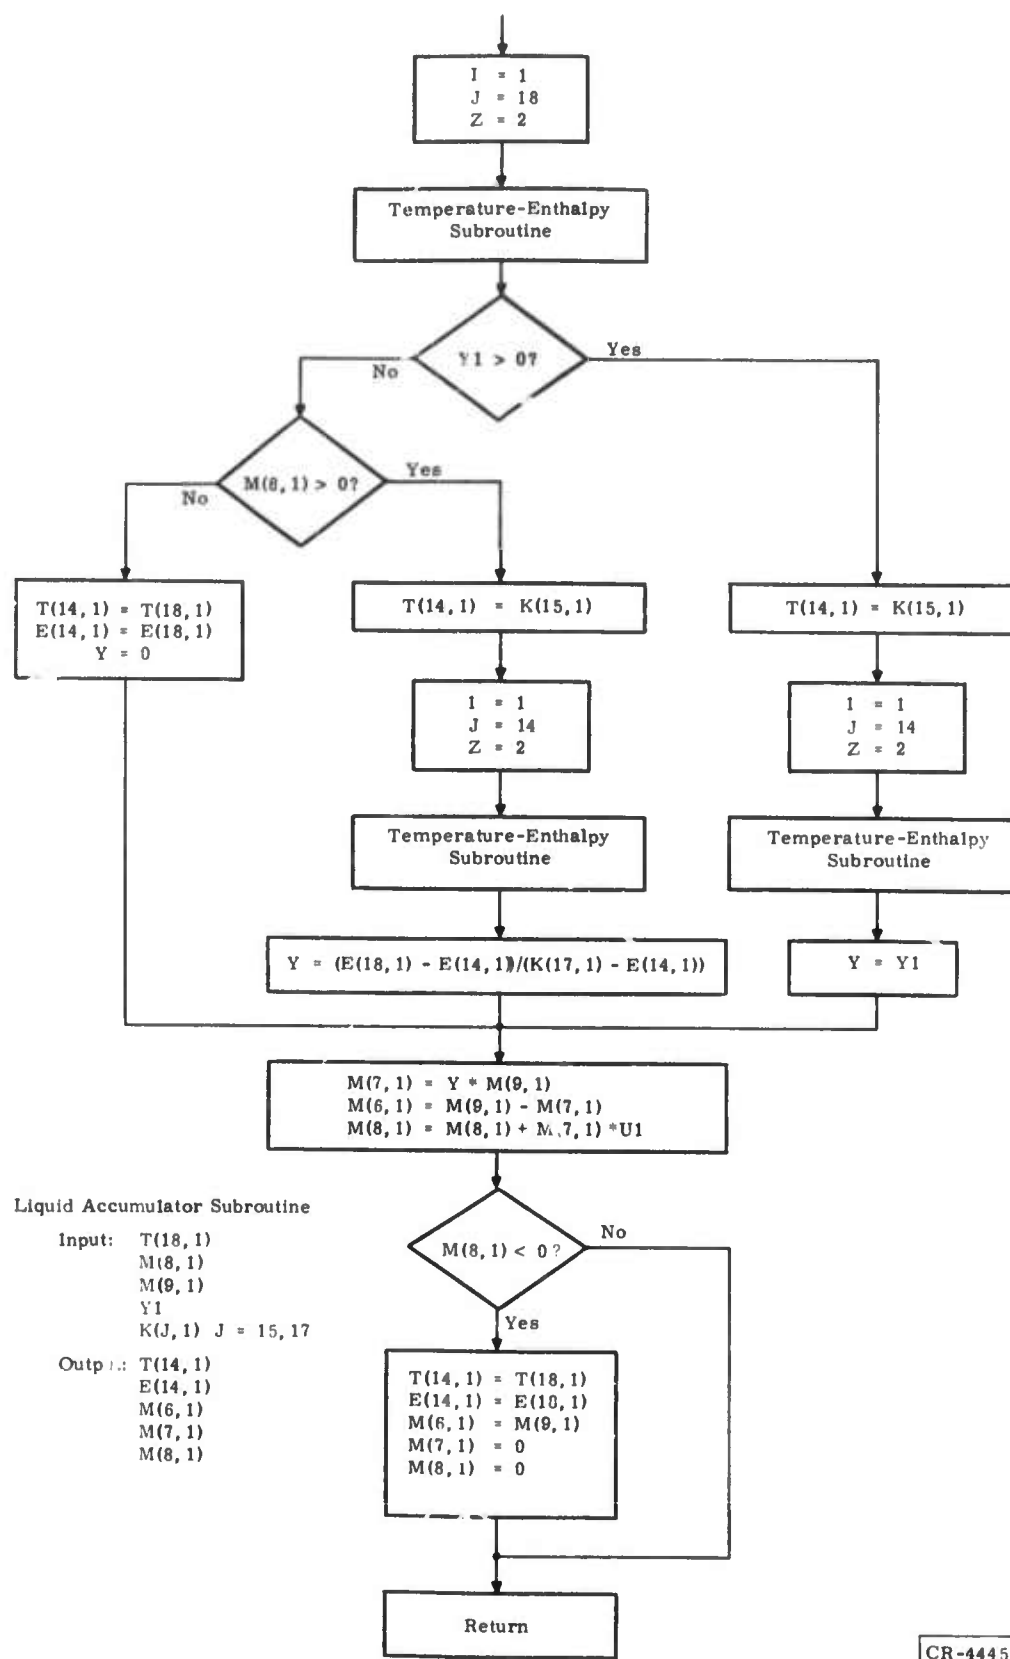 I = 1
J = 18
Z = 2
Temperature-Enthalpy
Subroutine
Y1 > 0?
No
Yes
M(8,1) > 0?
No
Yes
T(14,1) = T(18,1)
E(14,1) = E(18,1)
Y = 0
T(14,1) = K(15,1)
T(14,1) = K(15,1)
I = 1
J = 14
Z = 2
I = 1
J = 14
Z = 2
Temperature-Enthalpy
Subroutine
Temperature-Enthalpy
Subroutine
Y = (E(18,1) - E(14,1))/(K(17,1) - E(14,1))
Y = Y1
M(7,1) = Y * M(9,1)
M(6,1) = M(9,1) - M(7,1)
M(8,1) = M(8,1) + M(7,1) *U1
Liquid Accumulator Subroutine
Input: T(18,1)
M(8,1)
M(9,1)
Y1
K(J,1) J = 15,17
Output: T(14,1)
E(14,1)
M(6,1)
M(7,1)
M(8,1)
M(8,1) < 0?
No
Yes
T(14,1) = T(18,1)
E(14,1) = E(18,1)
M(6,1) = M(9,1)
M(7,1) = 0
M(8,1) = 0
Return
CR-4445